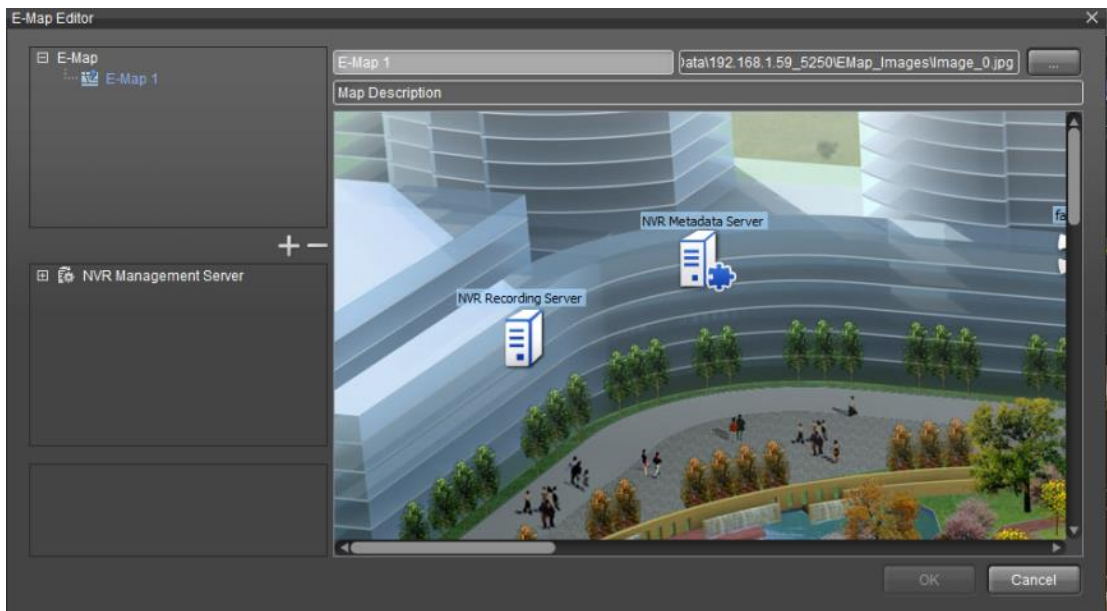 E-Map Editor
E-Map
E-Map 1
E-Map 1
)ata\192.168.1.59_5250\EMap_Images\Image_0.jpg
...
Map Description
NVR Management Server
NVR Metadata Server
fa
NVR Recording Server
OK
Cancel